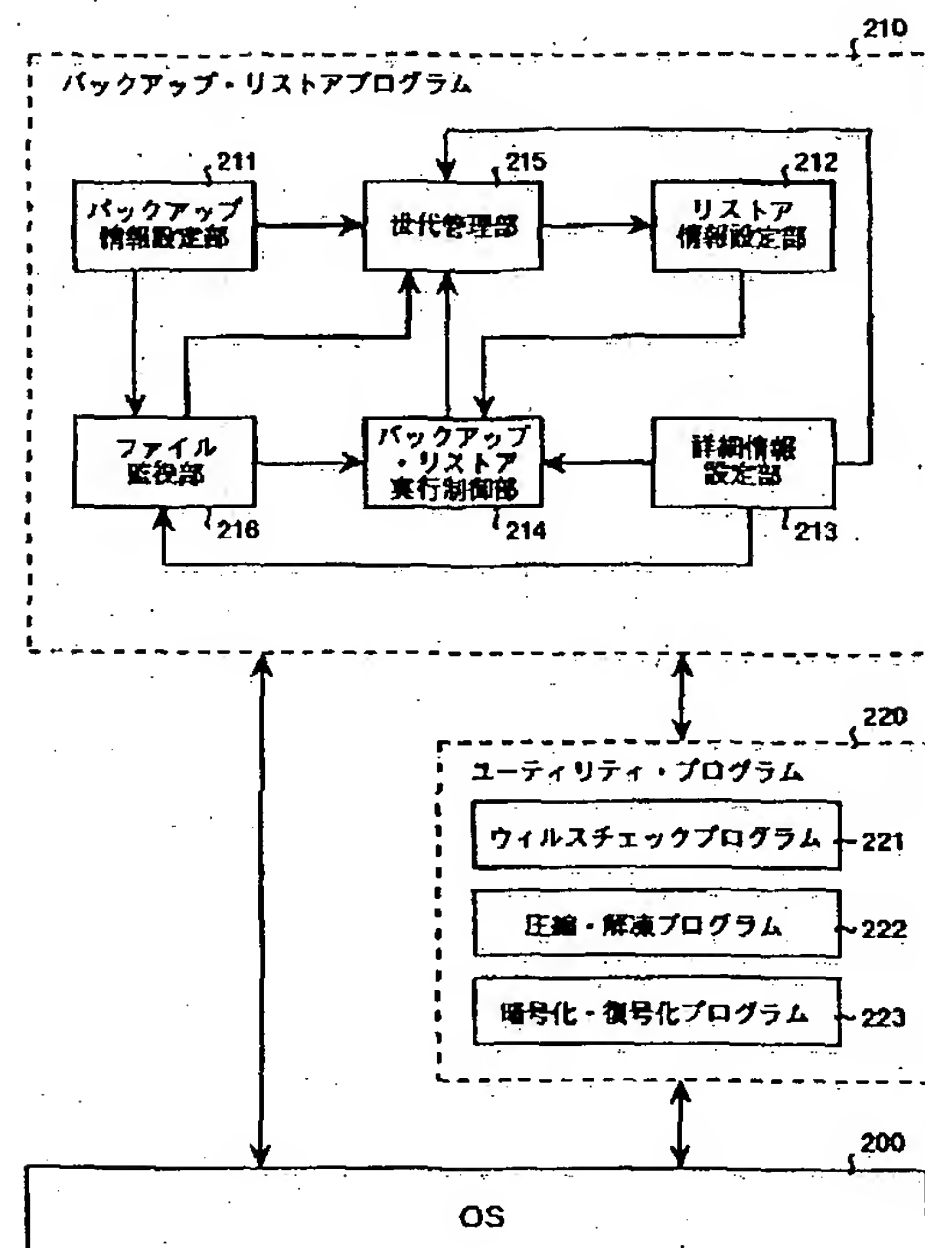 210
バックアップ・リストアプログラム
211
バックアップ
情報設定部
215
世代管理部
212
リストア
情報設定部
ファイル
監視部
216
バックアップ
・リストア
実行制御部
214
詳細情報
設定部
213
220
ユーティリティ・プログラム
ウィルスチェックプログラム
221
圧縮・解凍プログラム
222
暗号化・復号化プログラム
223
200
OS